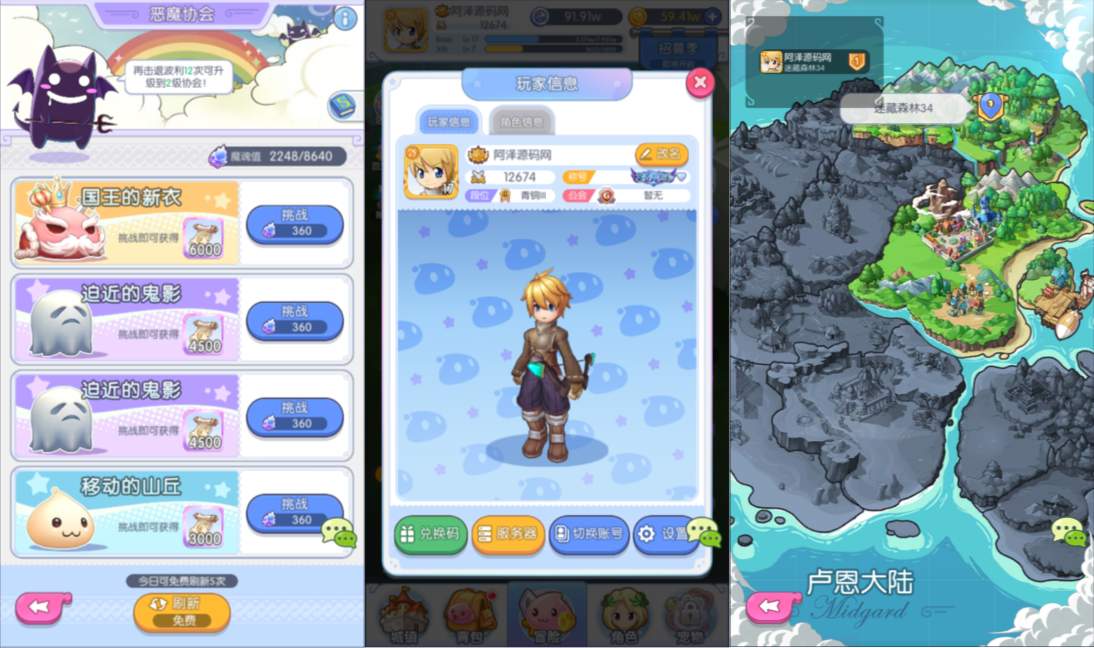 恶魔协会
再击退波利12次可升
级到2级协会!
魔魂值 2248/8640
国王的新衣
挑战即可获得
6000
挑战
360
迫近的鬼影
挑战即可获得
4500
挑战
360
迫近的鬼影
挑战即可获得
4500
挑战
360
移动的山丘
挑战即可获得
3000
挑战
360
今日可免费刷新5次
刷新
免费
阿泽源码网
12674
91.91w
59.41w
招募季
玩家信息
玩家信息
角色信息
阿泽源码网
改名
12674
称号
段位
青铜III
公会
暂无
兑换码
服务器
切换账号
设置
城镇
背包
冒险
角色
宠物
阿泽源码网
迷藏森林34
1
迷藏森林34
卢恩大陆
Midgard